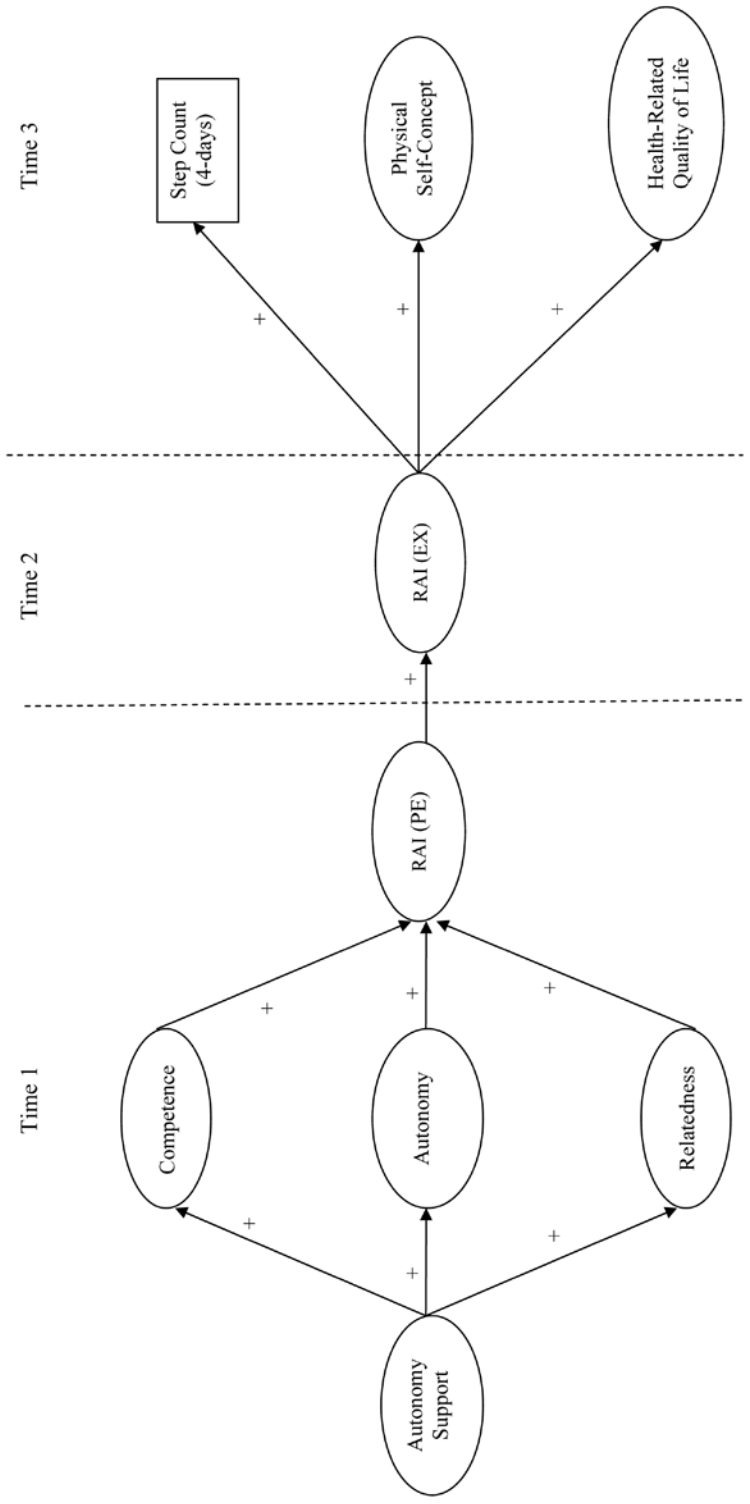 Time 1
Time 2
Time 3
Autonomy
Support
+
+
+
Competence
Autonomy
Relatedness
+
+
+
RAI (PE)
+
RAI (EX)
+
+
+
Step Count
(4-days)
Physical
Self-Concept
Health-Related
Quality of Life